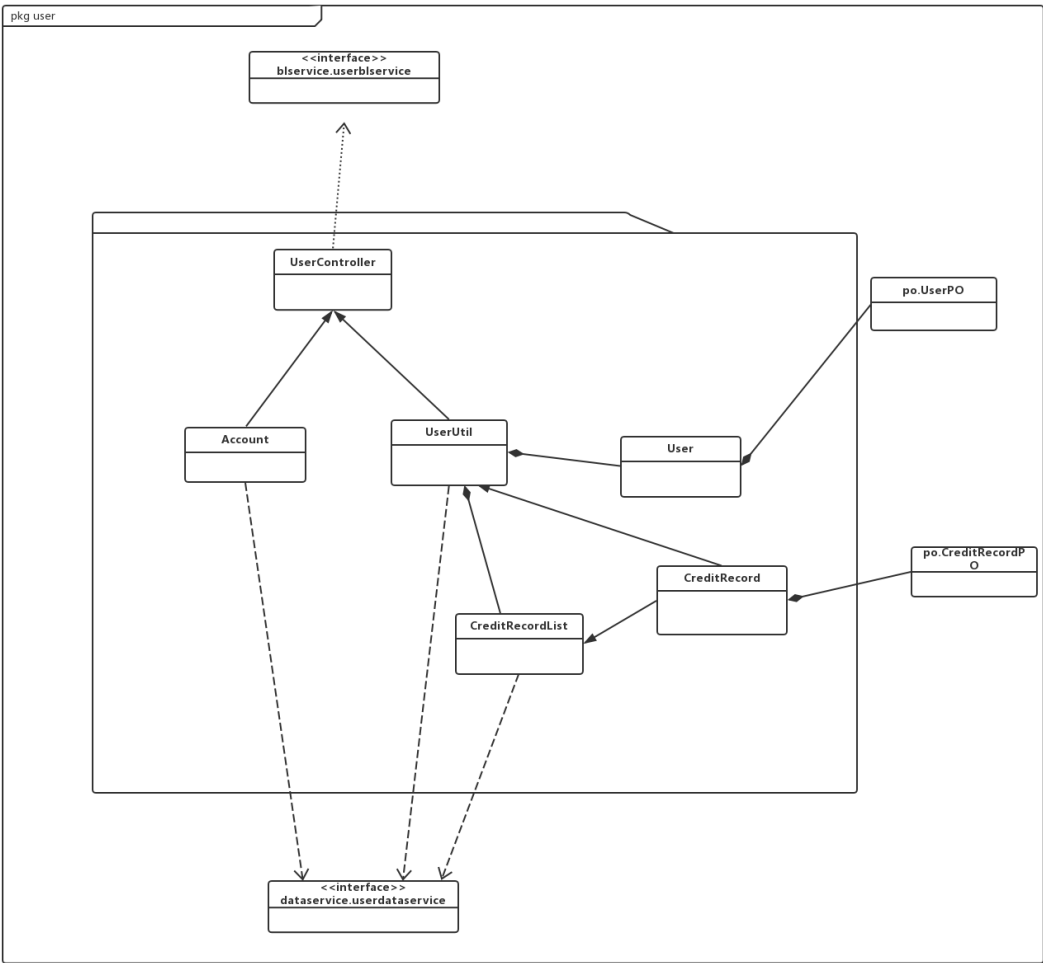 pkg user
<<interface>>
blservice.userblservice
UserController
po.UserPO
Account
UserUtil
User
po.CreditRecordP
O
CreditRecord
CreditRecordList
<<interface>>
dataservice.userdataservice